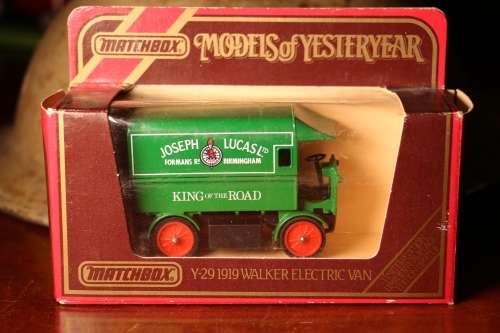 MATCHBOX
MODELS of YESTERYEAR
JOSEPH LUCAS LTD
FORMANS RD BIRMINGHAM
KING OF THE ROAD
MATCHBOX
Y-29 1919 WALKER ELECTRIC VAN